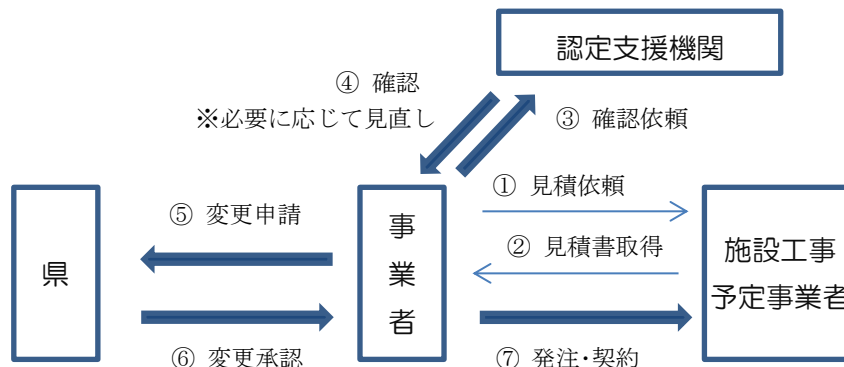 認定支援機関
④ 確認
※必要に応じて見直し
③ 確認依頼
① 見積依頼
⑤ 変更申請
② 見積書取得
県
事業者
施設工事
予定事業者
⑥ 変更承認
⑦ 発注・契約